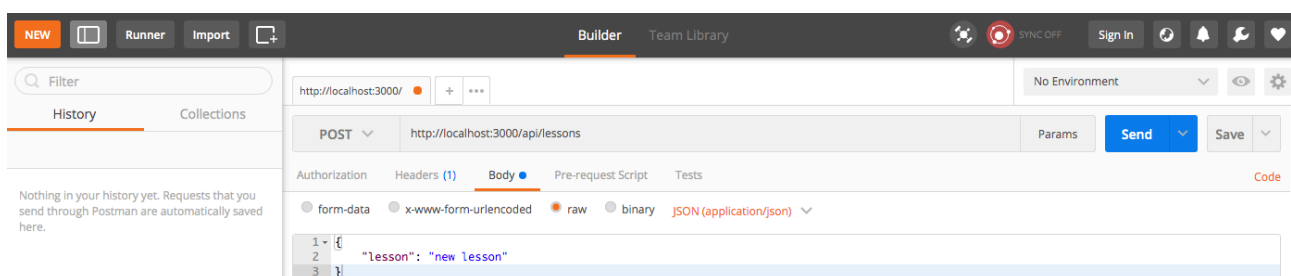 NEW Runner Import Builder Team Library SYNC OFF Sign In
Filter
History Collections
Nothing in your history yet. Requests that you
send through Postman are automatically saved
here.
http://localhost:3000/ + ••• No Environment
POST http://localhost:3000/api/lessons Params Send Save
Authorization Headers (1) Body Pre-request Script Tests Code
form-data x-www-form-urlencoded raw binary JSON (application/json)
1 {
2 "lesson": "new lesson"
3 }